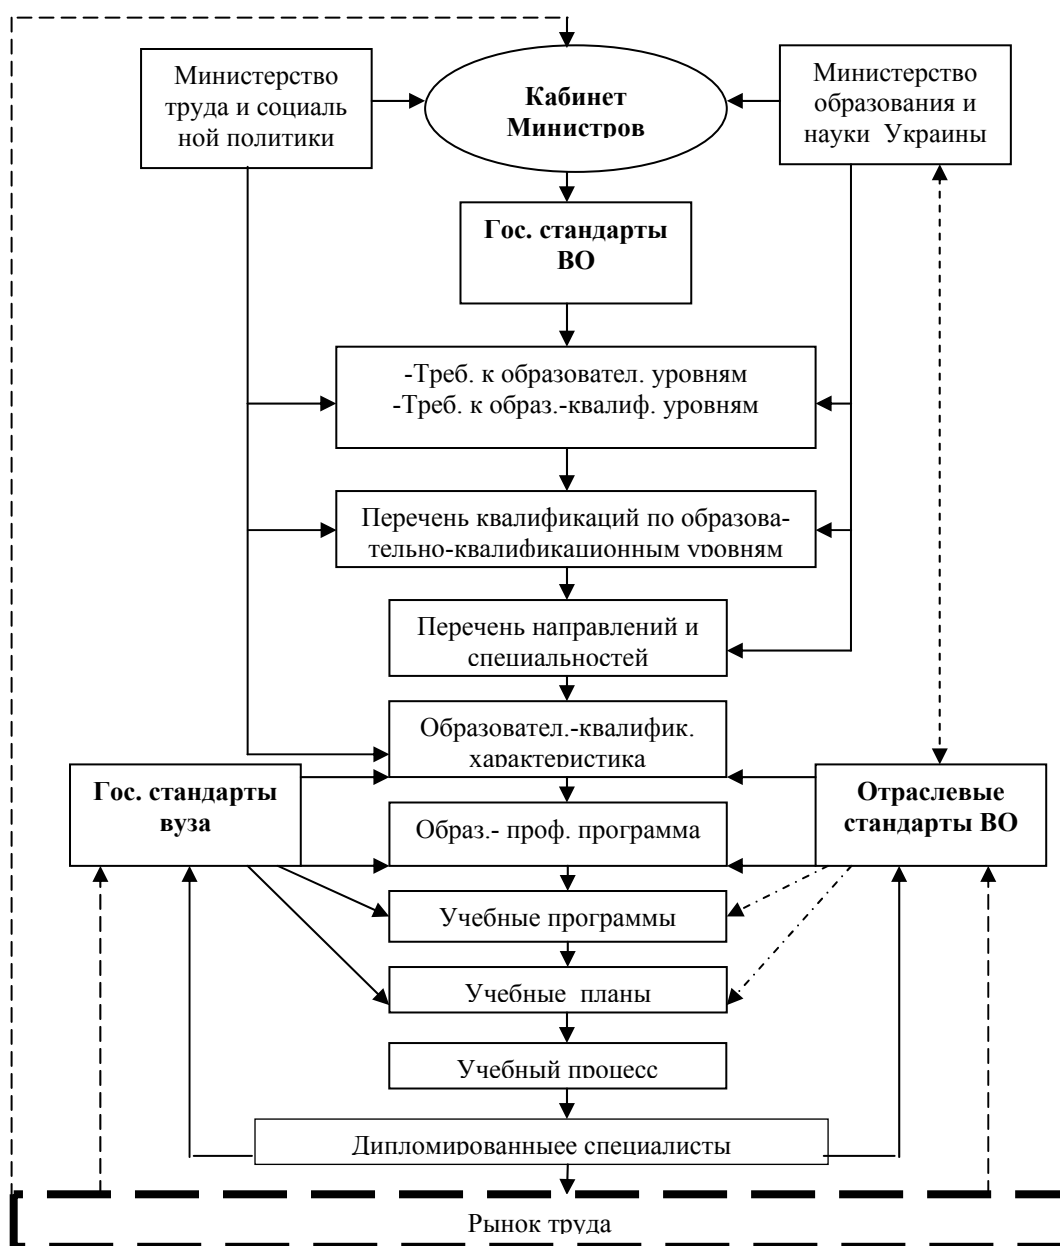 Министерство
труда и социаль
ной политики
Кабинет
Министров
Министерство
образования и
науки Украины
Гос. стандарты
ВО
-Треб. к образовател. уровням
-Треб. к образ.-квалиф. уровням
Перечень квалификаций по образова-
тельно-квалификационным уровням
Перечень направлений и
специальностей
Образовател.-квалифик.
характеристика
Гос. стандарты
вуза
Отраслевые
стандарты ВО
Образ.- проф. программа
Учебные программы
Учебные планы
Учебный процесс
Дипломированныее специалисты
Рынок труда